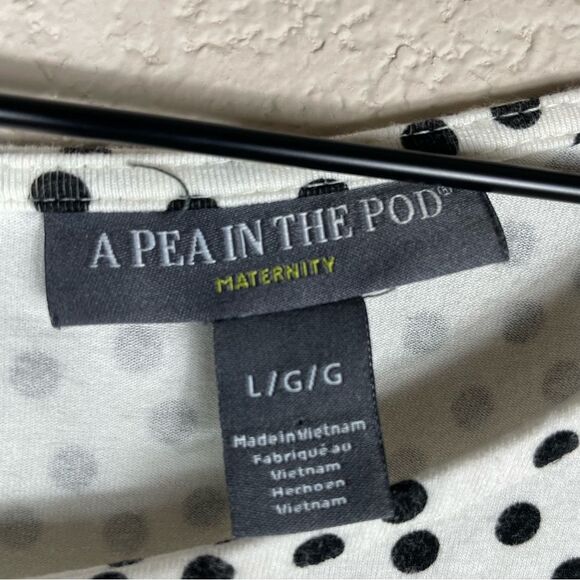 A PEA IN THE POD®
MATERNITY
L/G/G
Made in Vietnam
Fabriqué au
Vietnam
Hecho en
Vietnam